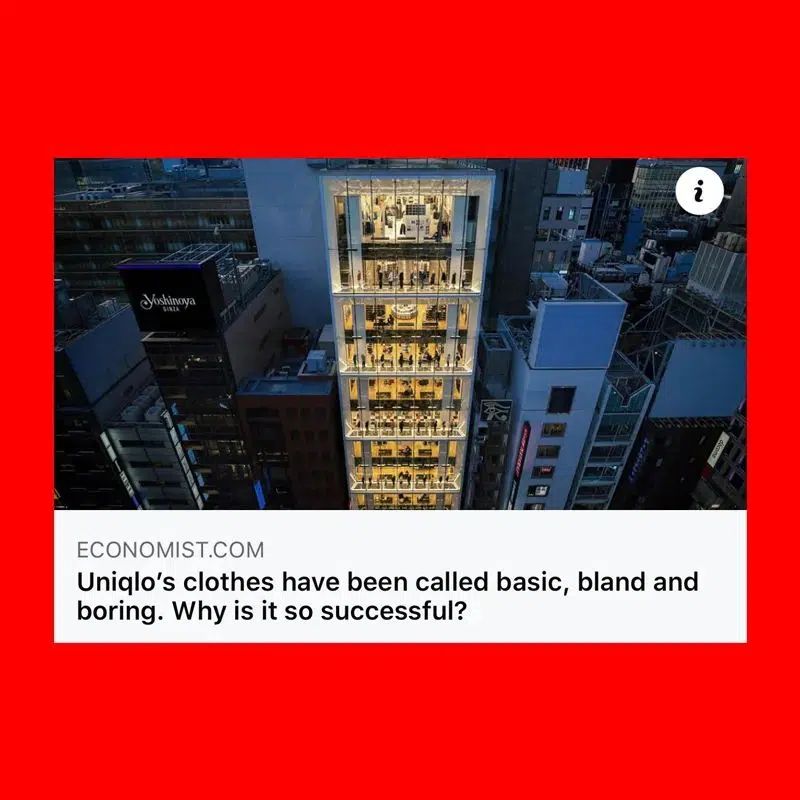 Yoshinoya
GINZA
ECONOMIST.COM
Uniqlo’s clothes have been called basic, bland and
boring. Why is it so successful?